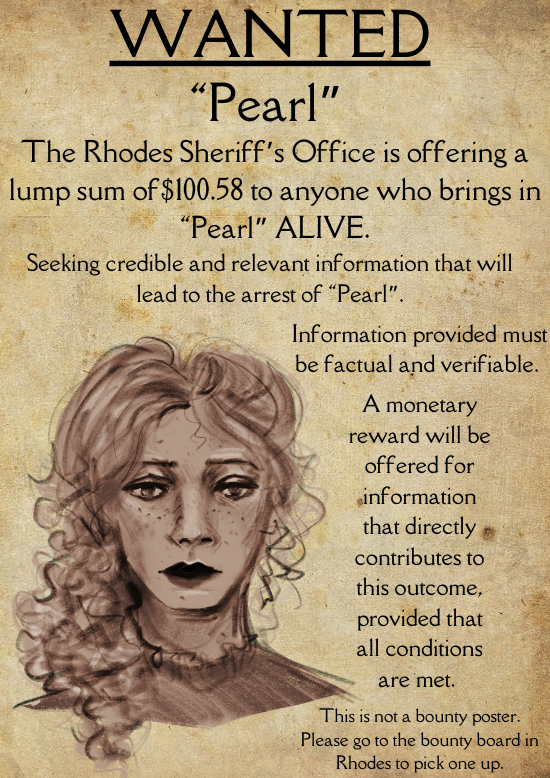 WANTED
“Pearl”
The Rhodes Sheriff's Office is offering a
lump sum of $100.58 to anyone who brings in
“Pearl” ALIVE.
Seeking credible and relevant information that will
lead to the arrest of “Pearl”.
Information provided must
be factual and verifiable.
A monetary
reward will be
offered for
information
that directly
contributes to
this outcome,
provided that
all conditions
are met.
This is not a bounty poster.
Please go to the bounty board in
Rhodes to pick one up.